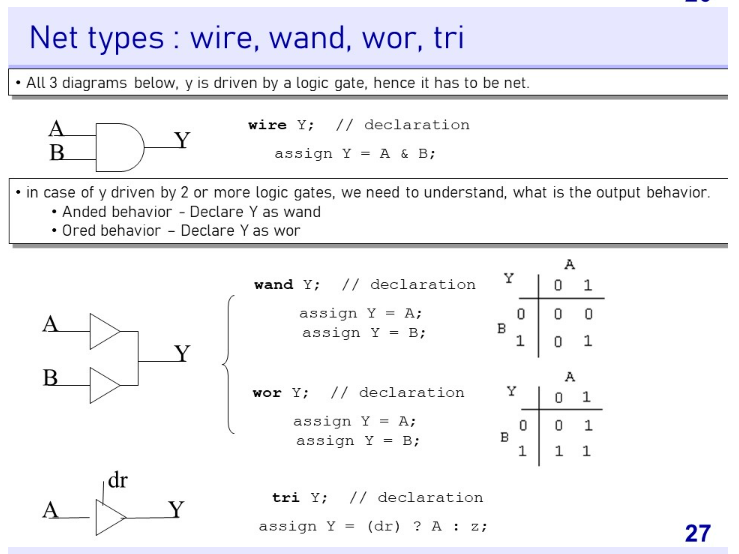 Net types : wire, wand, wor, tri
• All 3 diagrams below, y is driven by a logic gate, hence it has to be net.
A
B
Y
wire Y; // declaration
assign Y = A & B;
• in case of y driven by 2 or more logic gates, we need to understand, what is the output behavior.
• Anded behavior - Declare Y as wand
• Ored behavior – Declare Y as wor
A
B
Y
wand Y; // declaration
assign Y = A;
assign Y = B;
A
Y 0 1
0 0 0
B
1 0 1
wor Y; // declaration
assign Y = A;
assign Y = B;
A
Y 0 1
0 0 1
B
1 1 1
dr
A
Y
tri Y; // declaration
assign Y = (dr) ? A : z;
27